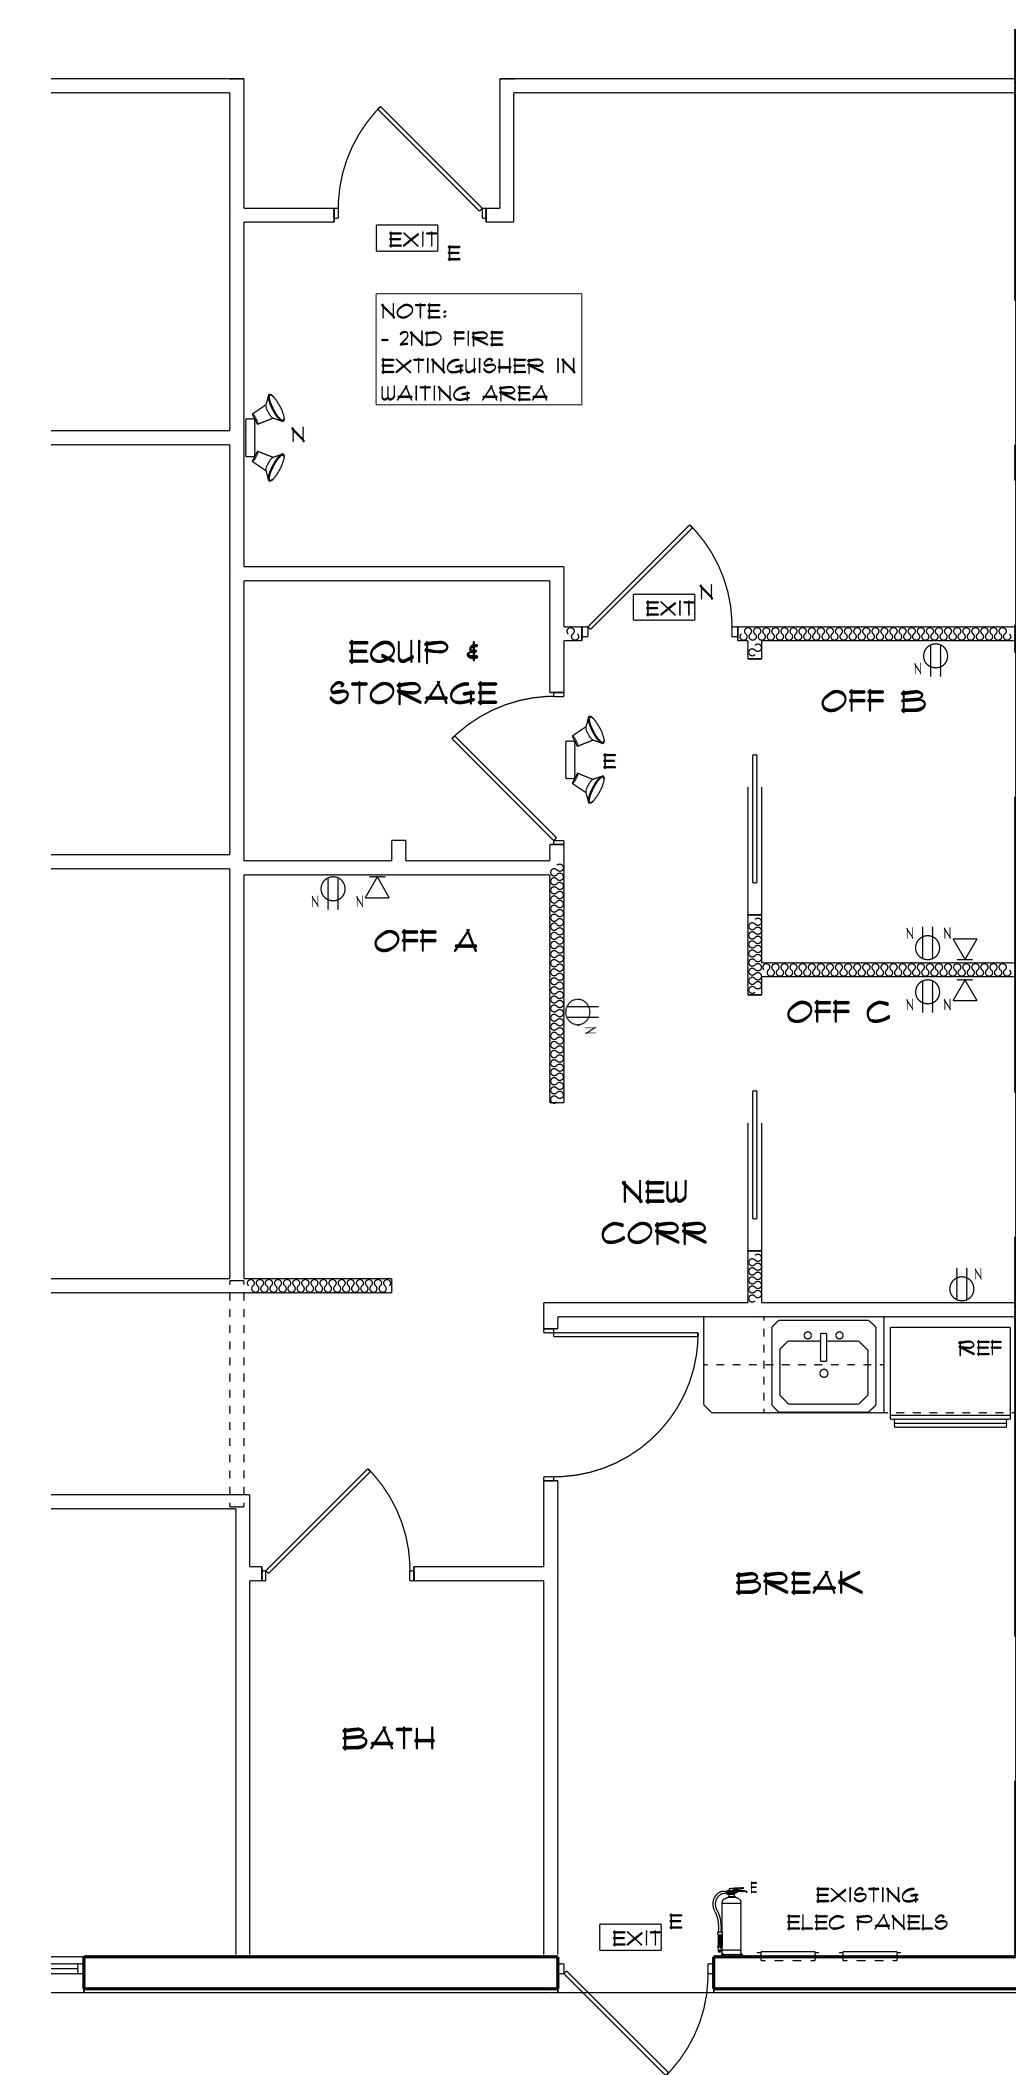 EXIT
E
NOTE:
- 2ND FIRE
EXTINGUISHER IN
WAITING AREA
N
EXIT
N
EQUIP &
STORAGE
N
OFF B
E
N
N
OFF A
N
N
N
N
OFF C
N
NEW
CORR
N
REF
BREAK
BATH
E
EXISTING
ELEC PANELS
EXIT
E